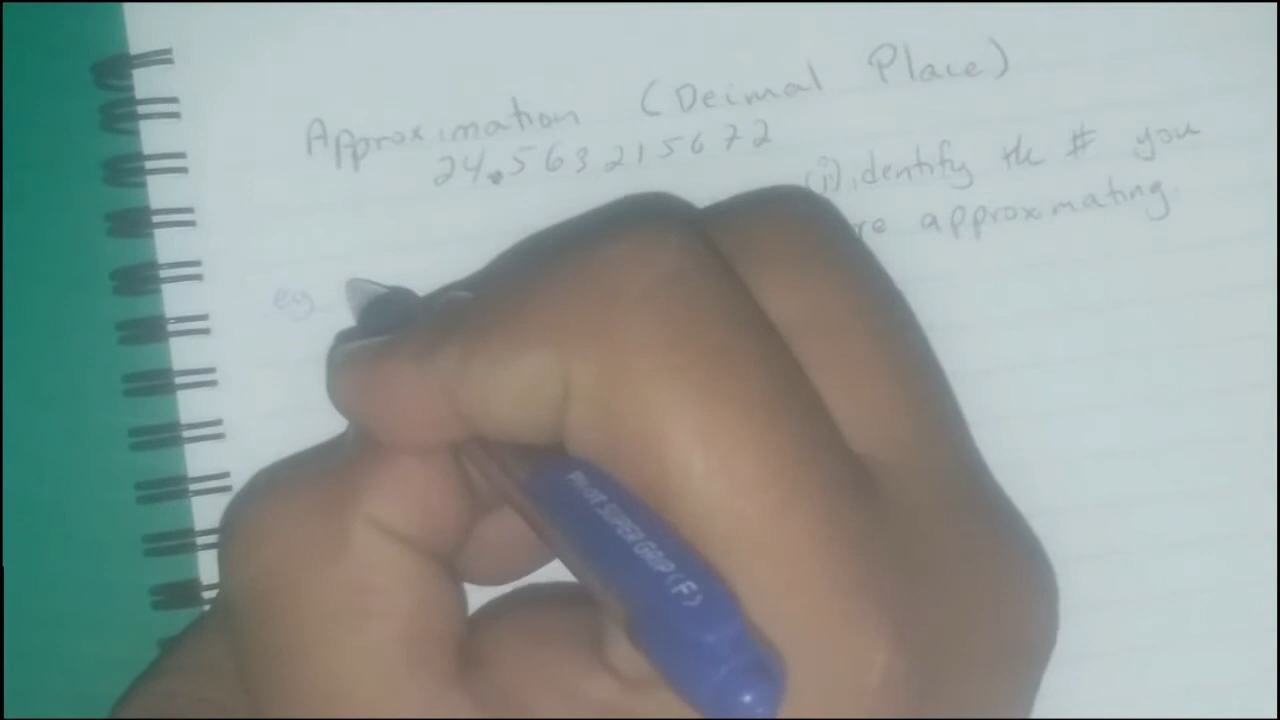 Approximation (Deimal Place)
24.563215672
(i) identify the # you
re approximating
eg
PILOT SUPER GRIP (F)